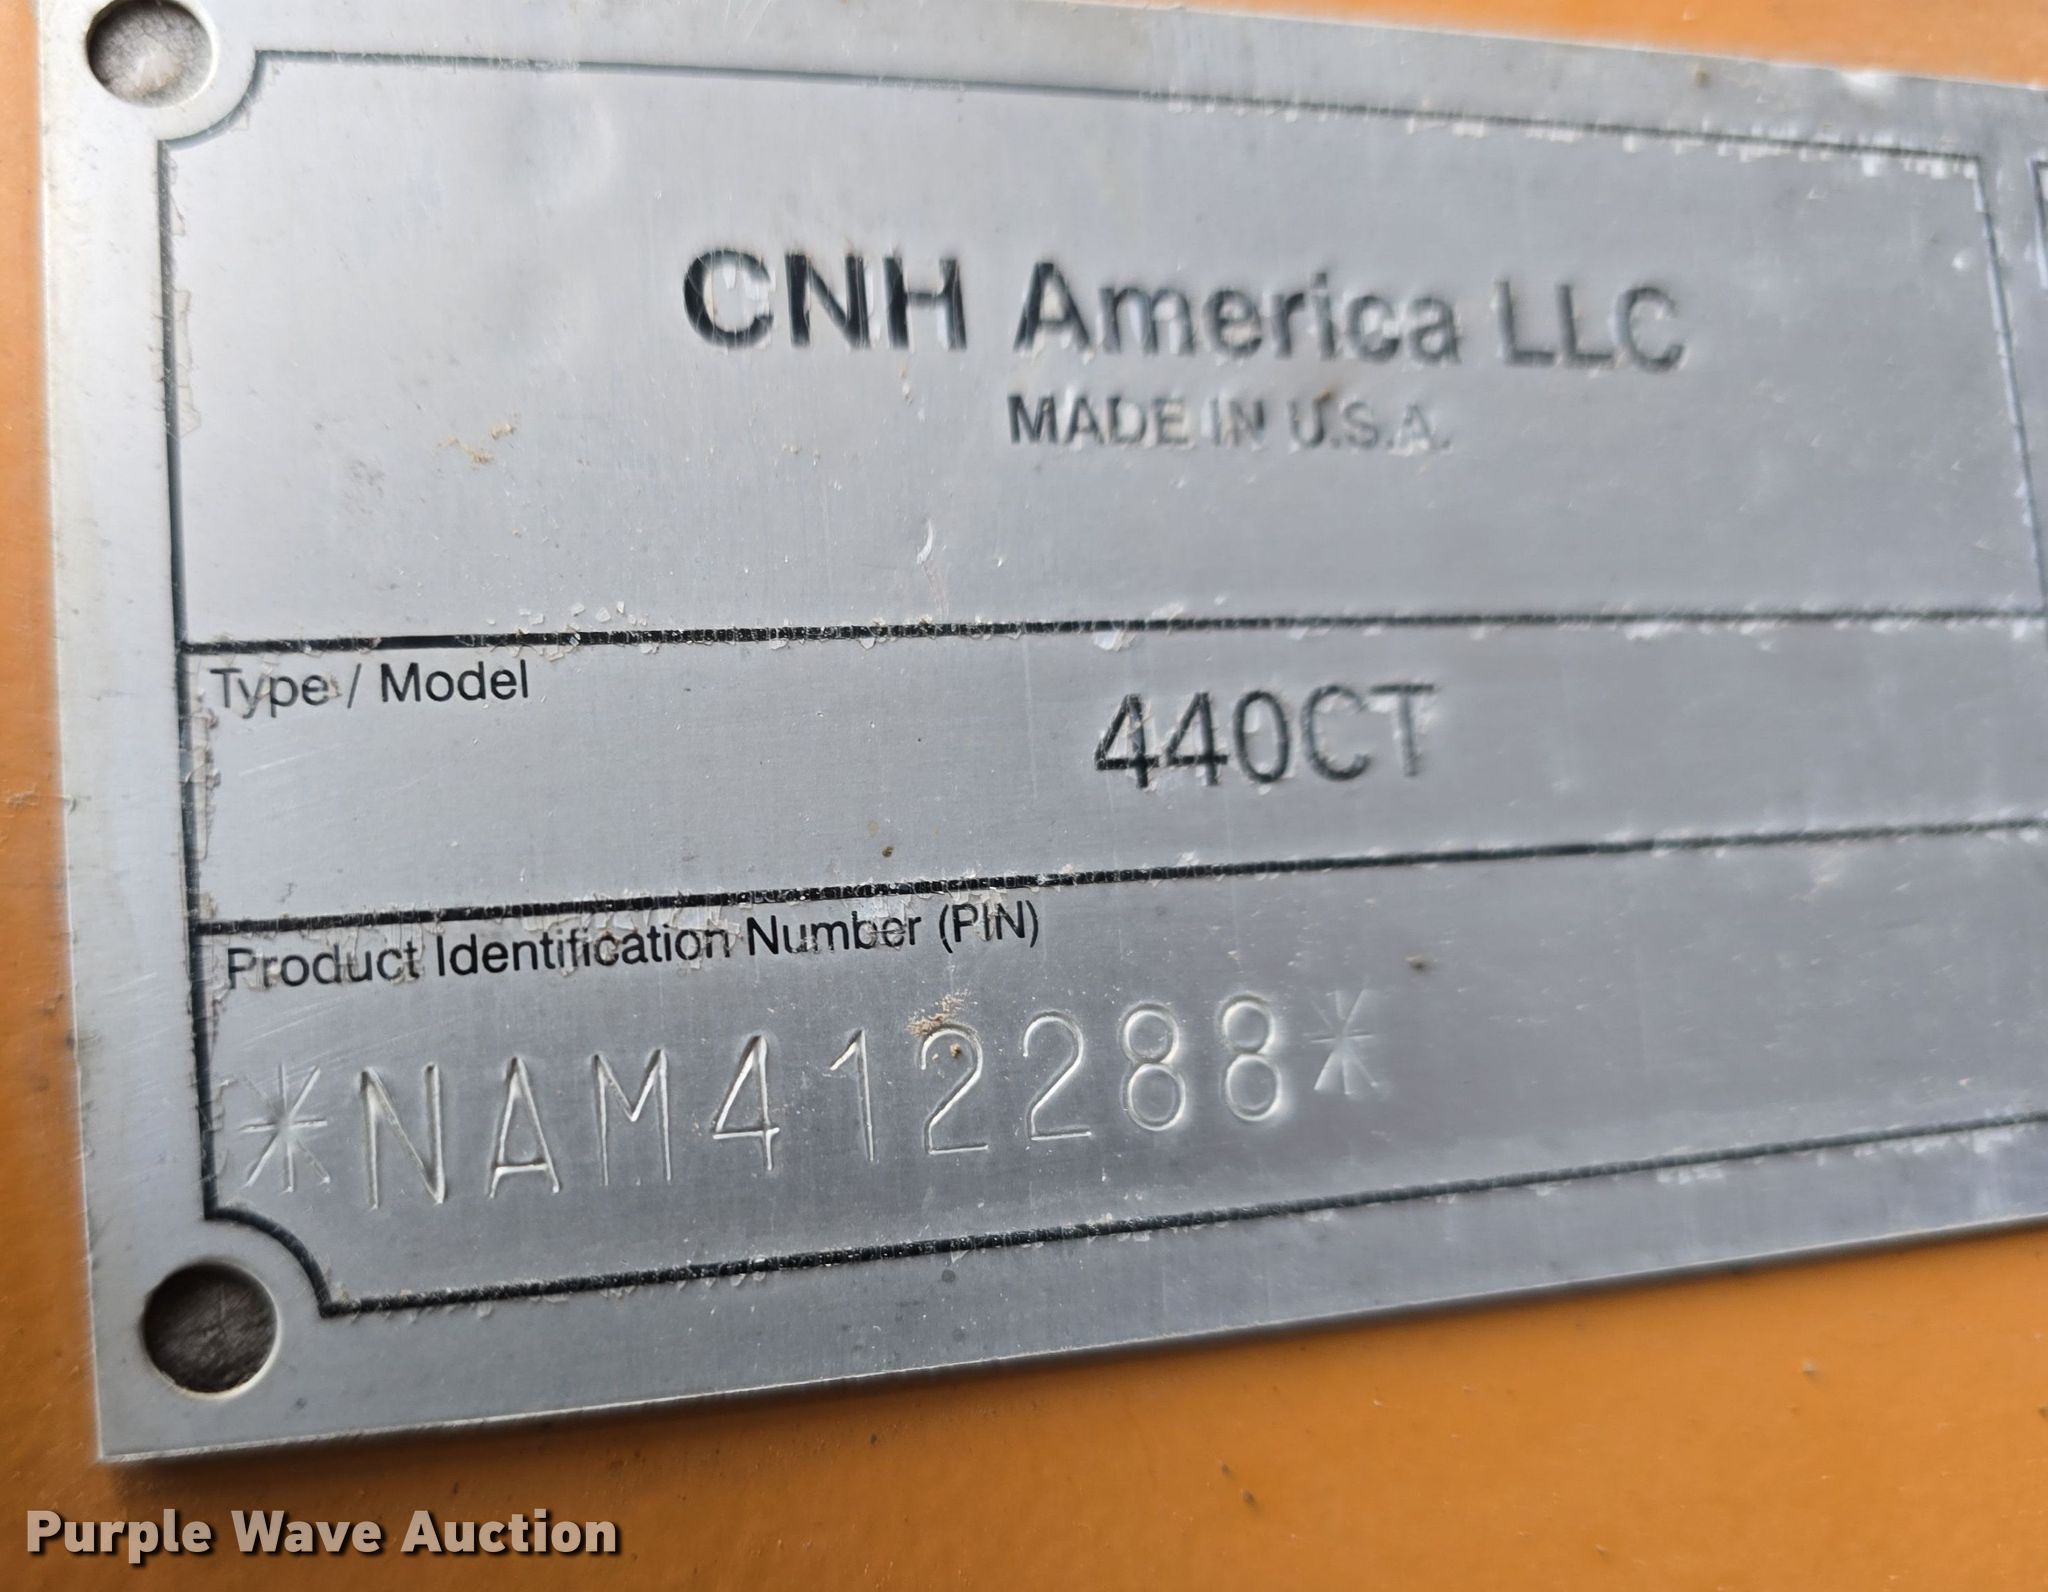 CNH America LLC
MADE IN U.S.A.
Type / Model
440CT
Product Identification Number (PIN)
*NAM412288*
Purple Wave Auction